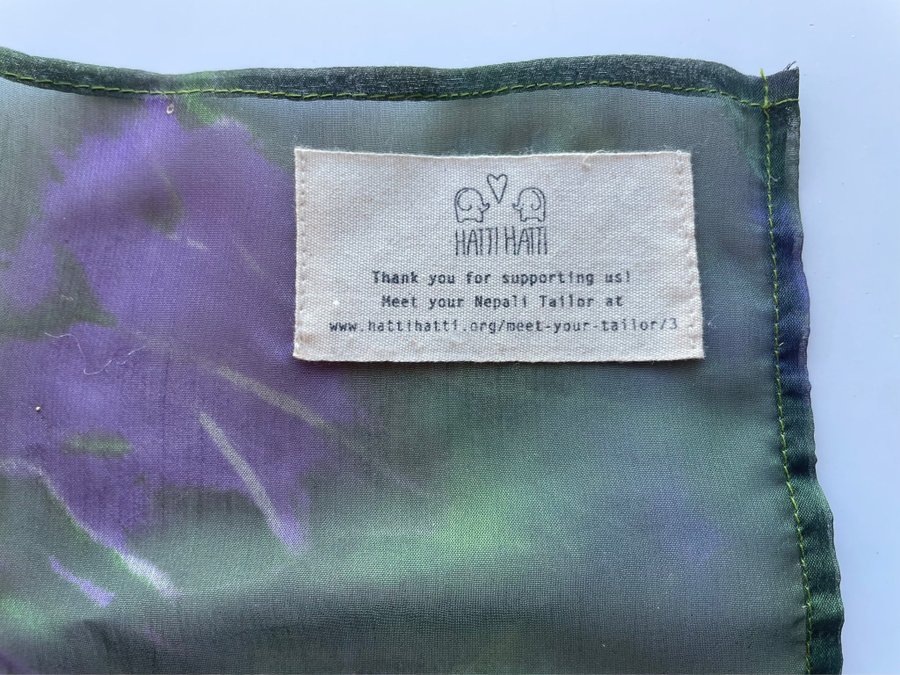 HATTI HATTI
Thank you for supporting us!
Meet your Nepali Tailor at
www.hattihatti.org/meet-your-tailor/3